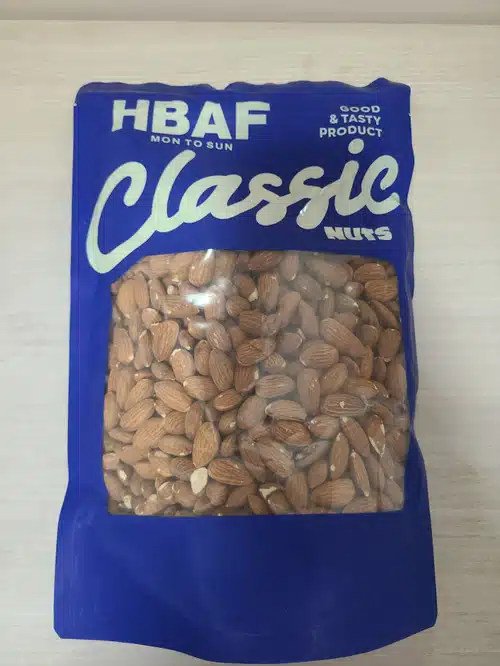 HBAF
MON TO SUN
GOOD
& TASTY
PRODUCT
Classic
NUTS